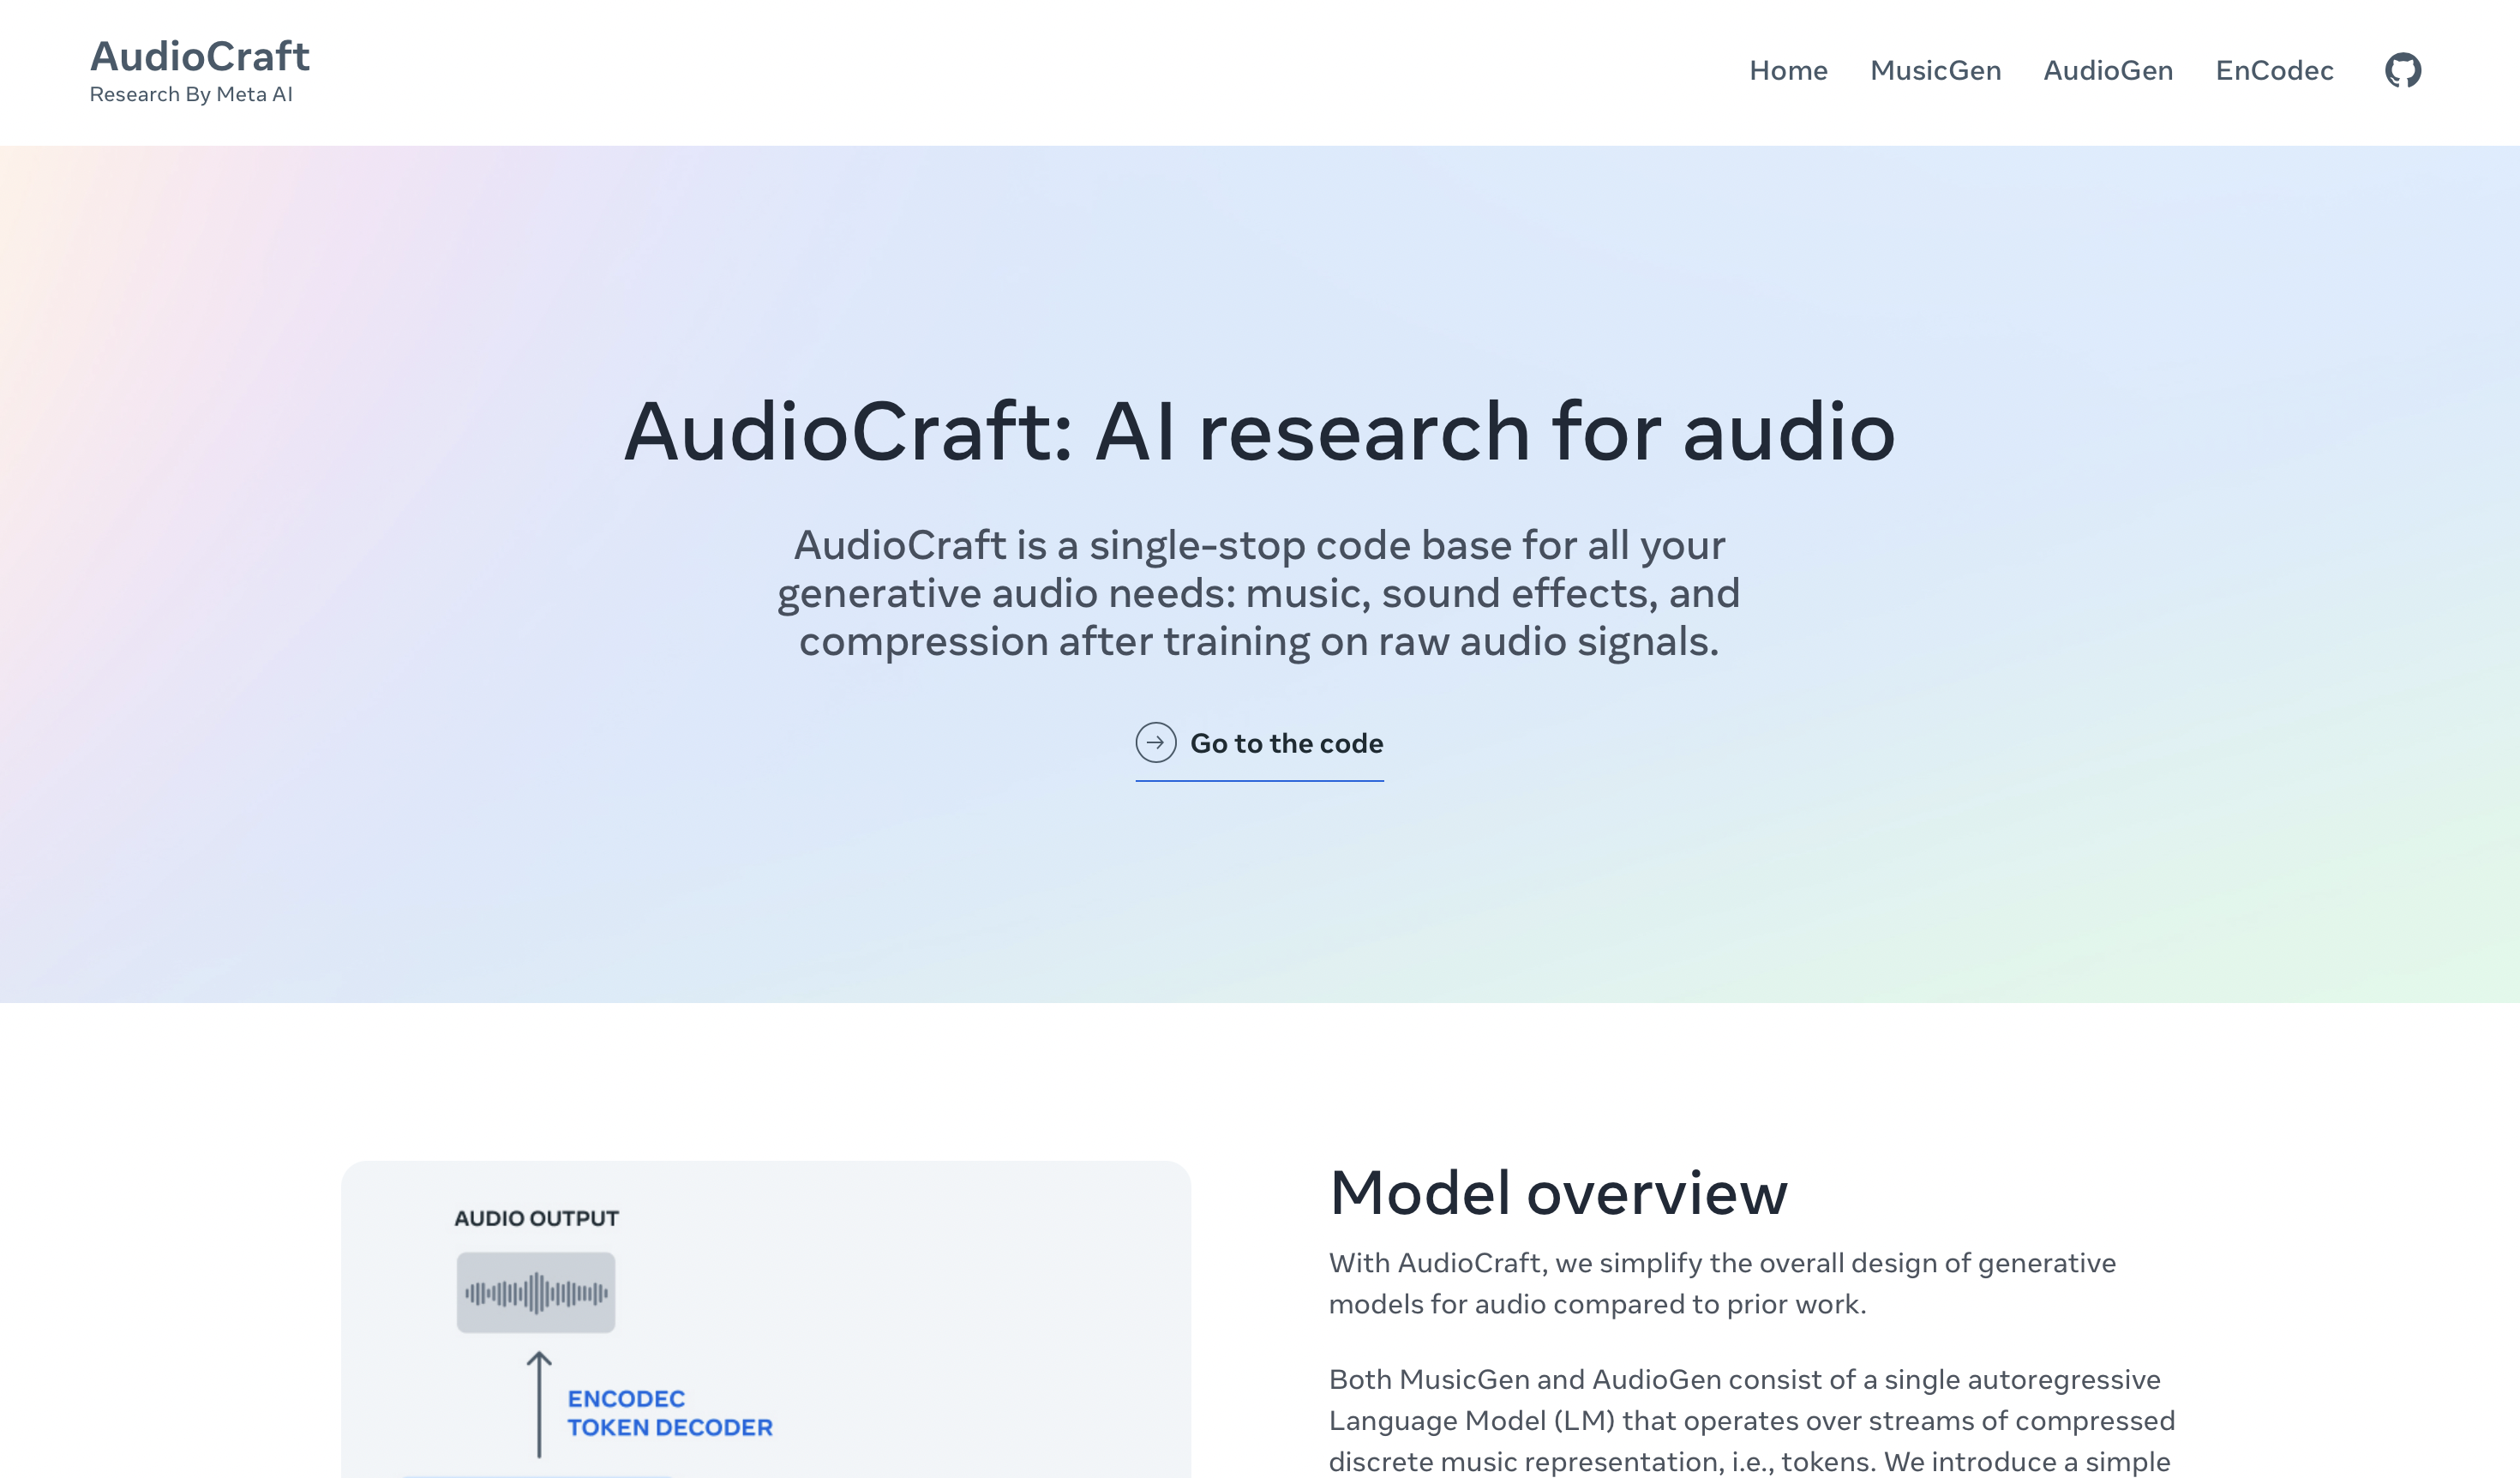 AudioCraft
Research By Meta AI
Home
MusicGen
AudioGen
EnCodec
AudioCraft: AI research for audio
AudioCraft is a single-stop code base for all your
generative audio needs: music, sound effects, and
compression after training on raw audio signals.
Go to the code
AUDIO OUTPUT
ENCODEC
TOKEN DECODER
Model overview
With AudioCraft, we simplify the overall design of generative
models for audio compared to prior work.
Both MusicGen and AudioGen consist of a single autoregressive
Language Model (LM) that operates over streams of compressed
discrete music representation, i.e., tokens. We introduce a simple